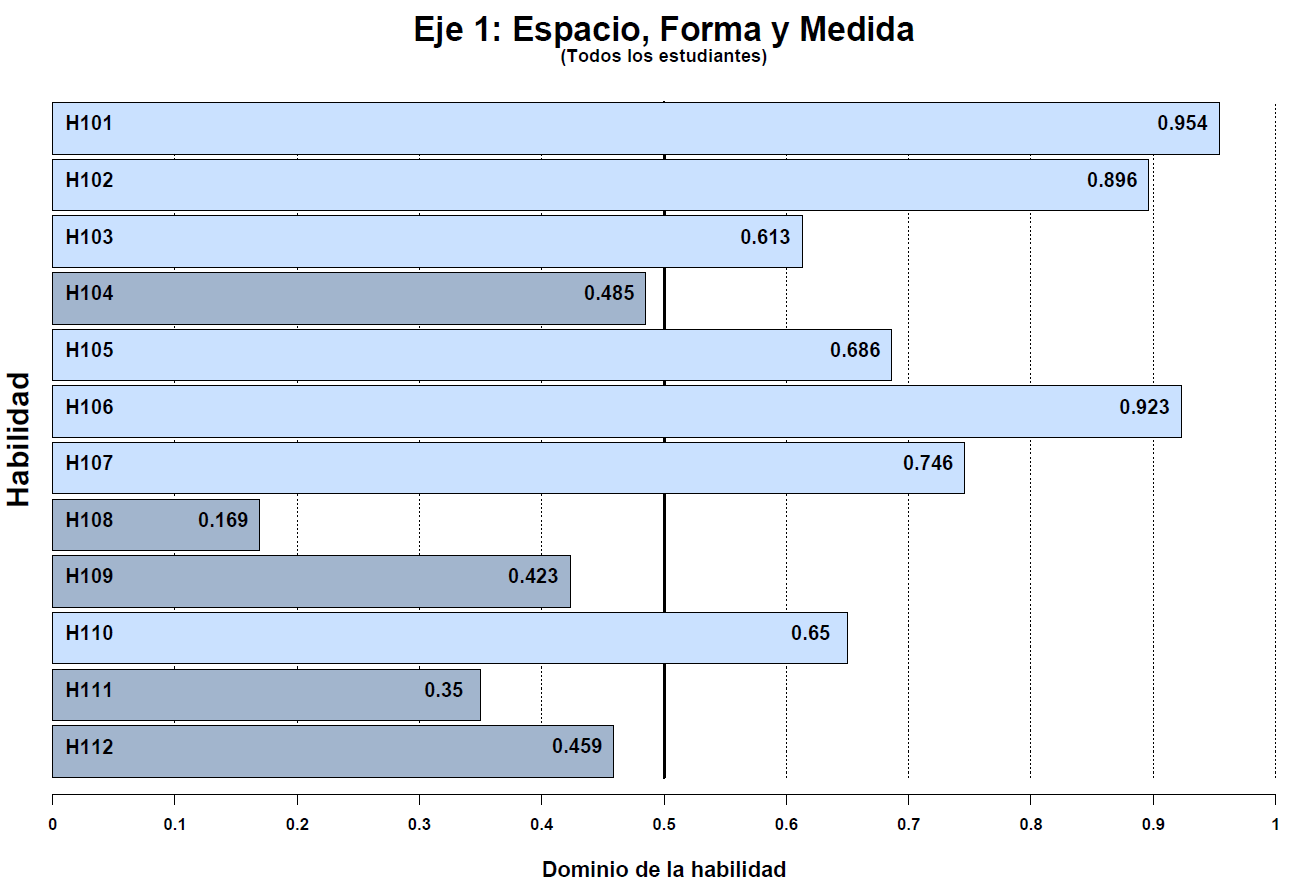 Eje 1: Espacio, Forma y Medida
(Todos los estudiantes)
Habilidad
H101 0.954
H102 0.896
H103 0.613
H104 0.485
H105 0.686
H106 0.923
H107 0.746
H108 0.169
H109 0.423
H110 0.65
H111 0.35
H112 0.459
0 0.1 0.2 0.3 0.4 0.5 0.6 0.7 0.8 0.9 1
Dominio de la habilidad